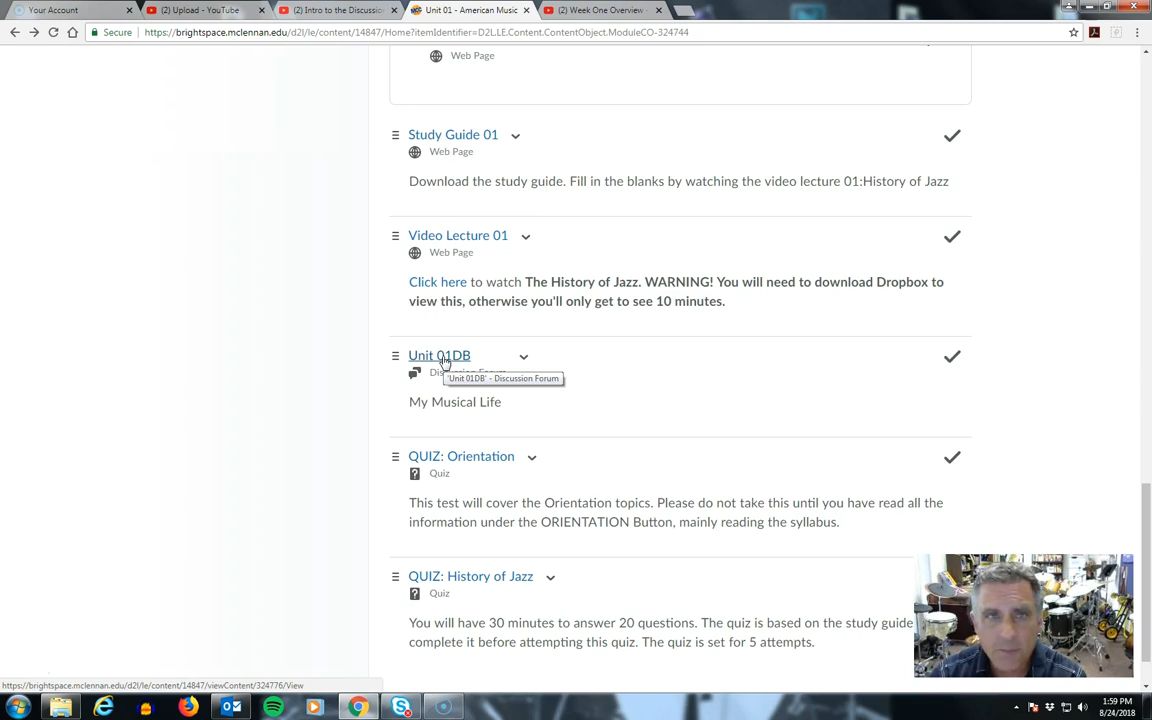 Your Account
(2) Upload - YouTube
(2) Intro to the Discussio
Unit 01 - American Music
(2) Week One Overview -
Secure
https://brightspace.mclennan.edu/d2l/le/content/14847/Home?itemIdentifier=D2L.LE.Content.ContentObject.ModuleCO-324744
Web Page
Study Guide 01
Web Page
Download the study guide. Fill in the blanks by watching the video lecture 01:History of Jazz
Video Lecture 01
Web Page
Click here to watch The History of Jazz. WARNING! You will need to download Dropbox to
view this, otherwise you'll only get to see 10 minutes.
Unit 01DB
'Unit 01DB' - Discussion Forum
My Musical Life
QUIZ: Orientation
Quiz
This test will cover the Orientation topics. Please do not take this until you have read all the
information under the ORIENTATION Button, mainly reading the syllabus.
QUIZ: History of Jazz
Quiz
You will have 30 minutes to answer 20 questions. The quiz is based on the study guide
complete it before attempting this quiz. The quiz is set for 5 attempts.
https://brightspace.mclennan.edu/d2l/le/content/14847/viewContent/324776/View
1:59 PM
8/24/2018